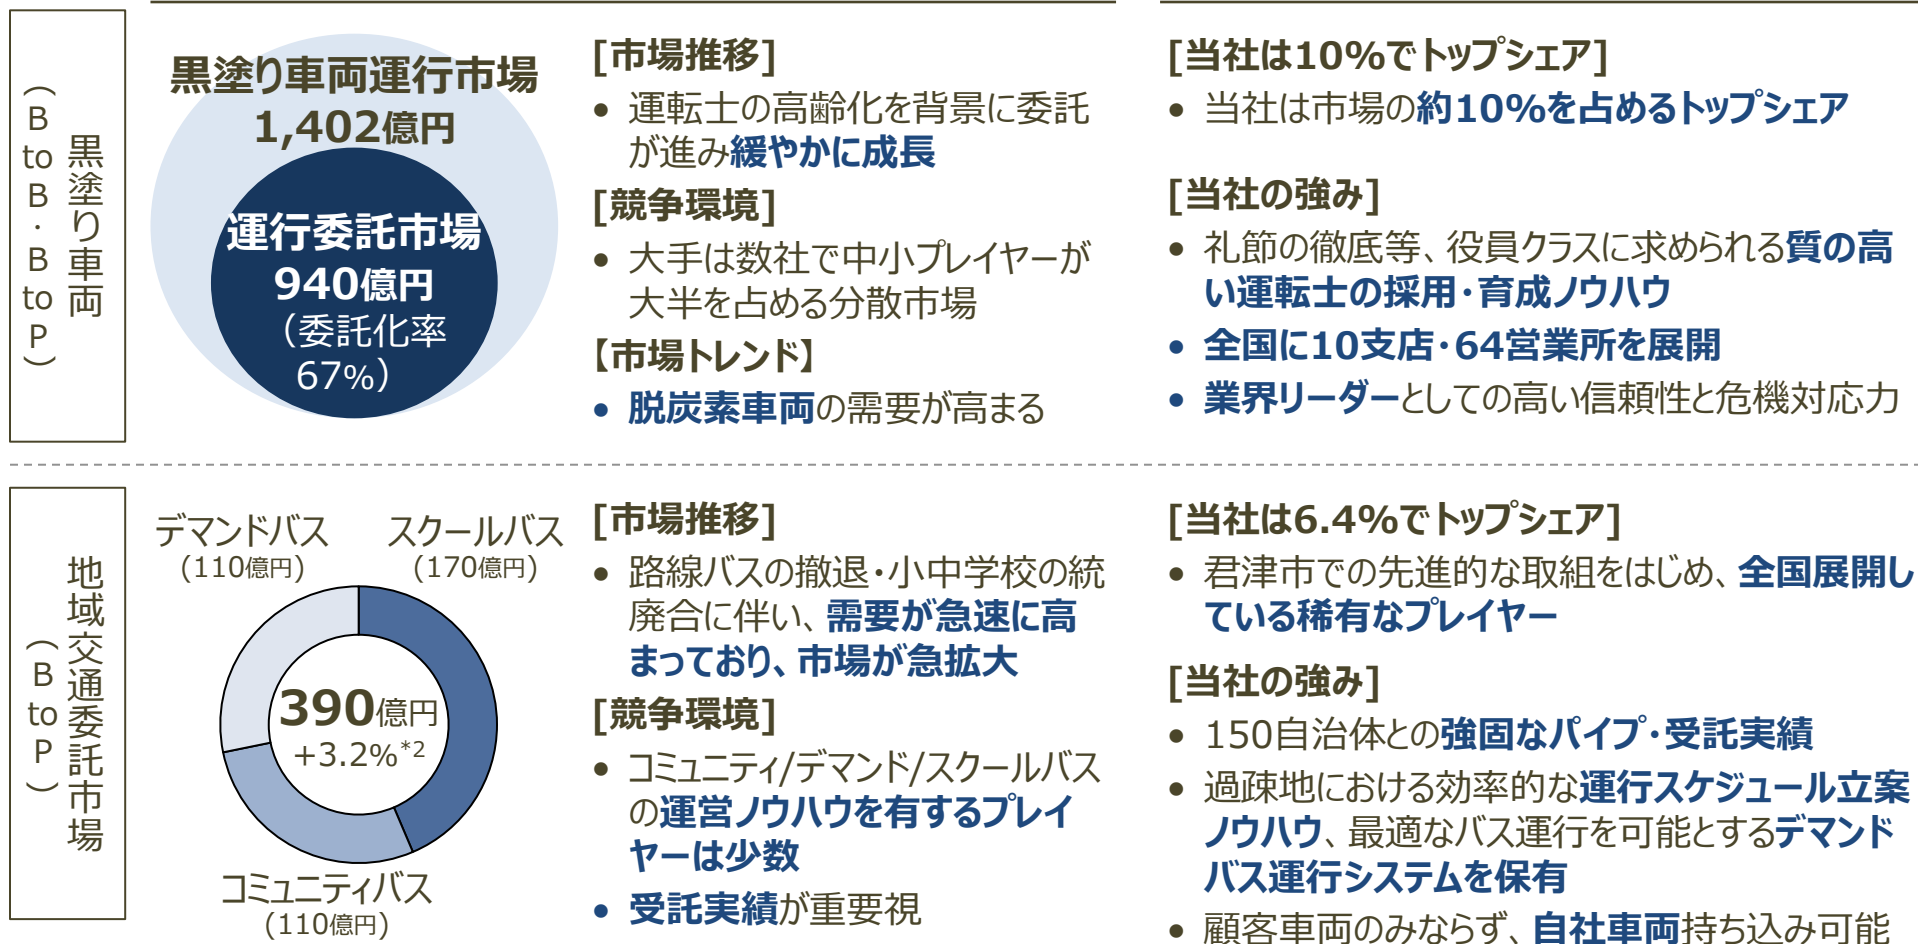 黒塗り車両
（BtoB・BtoP）
黒塗り車両運行市場
1,402億円
運行委託市場
940億円
（委託化率
67%）
[市場推移]
• 運転士の高齢化を背景に委託
が進み緩やかに成長
[競争環境]
• 大手は数社で中小プレイヤーが
大半を占める分散市場
【市場トレンド】
• 脱炭素車両の需要が高まる
[当社は10%でトップシェア]
• 当社は市場の約10%を占めるトップシェア
[当社の強み]
• 礼節の徹底等、役員クラスに求められる質の高
い運転士の採用・育成ノウハウ
• 全国に10支店・64営業所を展開
• 業界リーダーとしての高い信頼性と危機対応力
地域交通委託市場
（BtoP）
デマンドバス
(110億円)
スクールバス
(170億円)
390億円
+3.2%*2
コミュニティバス
(110億円)
[市場推移]
• 路線バスの撤退・小中学校の統
廃合に伴い、需要が急速に高
まっており、市場が急拡大
[競争環境]
• コミュニティ/デマンド/スクールバス
の運営ノウハウを有するプレイ
ヤーは少数
• 受託実績が重要視
[当社は6.4%でトップシェア]
• 君津市での先進的な取組をはじめ、全国展開し
ている稀有なプレイヤー
[当社の強み]
• 150自治体との強固なパイプ・受託実績
• 過疎地における効率的な運行スケジュール立案
ノウハウ、最適なバス運行を可能とするデマンド
バス運行システムを保有
• 顧客車両のみならず、自社車両持ち込み可能